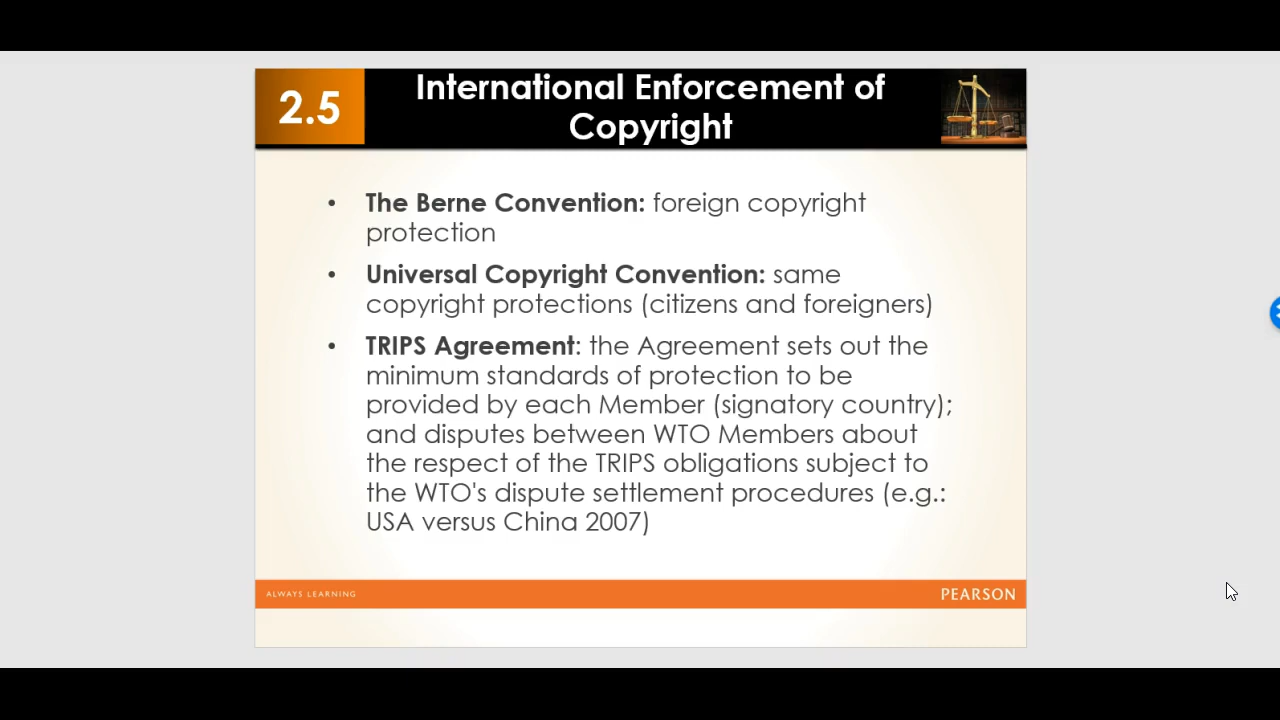 2.5
International Enforcement of
Copyright
• The Berne Convention: foreign copyright
protection
• Universal Copyright Convention: same
copyright protections (citizens and foreigners)
• TRIPS Agreement: the Agreement sets out the
minimum standards of protection to be
provided by each Member (signatory country);
and disputes between WTO Members about
the respect of the TRIPS obligations subject to
the WTO's dispute settlement procedures (e.g.:
USA versus China 2007)
ALWAYS LEARNING
PEARSON